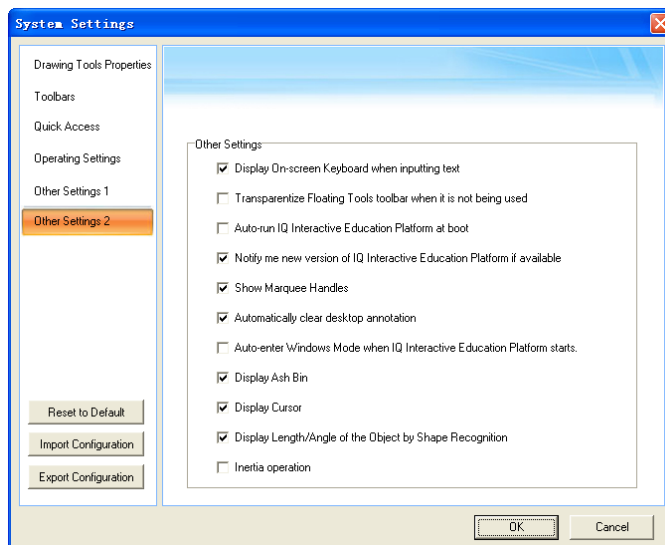 System Settings
Drawing Tools Properties
Toolbars
Quick Access
Operating Settings
Other Settings 1
Other Settings 2
Reset to Default
Import Configuration
Export Configuration
Other Settings
Display On-screen Keyboard when inputting text
Transparentize Floating Tools toolbar when it is not being used
Auto-run IQ Interactive Education Platform at boot
Notify me new version of IQ Interactive Education Platform if available
Show Marquee Handles
Automatically clear desktop annotation
Auto-enter Windows Mode when IQ Interactive Education Platform starts.
Display Ash Bin
Display Cursor
Display Length/Angle of the Object by Shape Recognition
Inertia operation
OK
Cancel